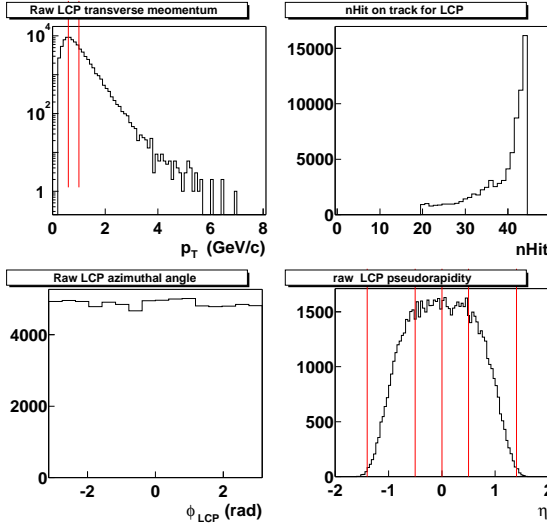 Raw LCP transverse meomentum
10^4
10^2
1
0 2 4 6 8
p_T (GeV/c)
nHit on track for LCP
15000
10000
5000
0
0 10 20 30 40
nHit
Raw LCP azimuthal angle
4000
2000
0
-2 0 2
ϕ_LCP (rad)
raw LCP pseudorapidity
1500
1000
500
0
-2 -1 0 1 2
η